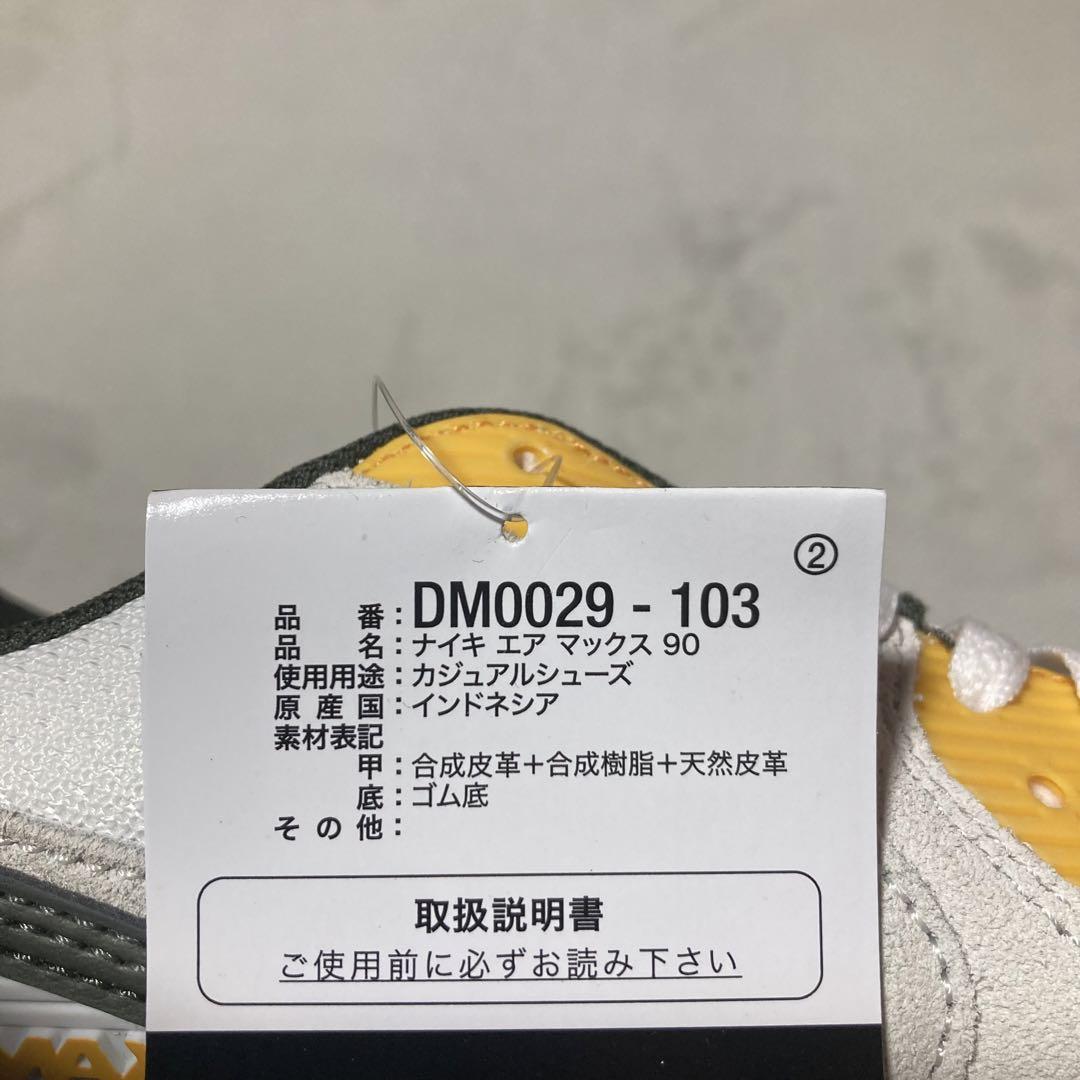 ②
品番：DM0029 - 103
品名：ナイキ エア マックス 90
使用用途：カジュアルシューズ
原産国：インドネシア
素材表記
甲：合成皮革＋合成樹脂＋天然皮革
底：ゴム底
その他：
取扱説明書
ご使用前に必ずお読み下さい
MAX